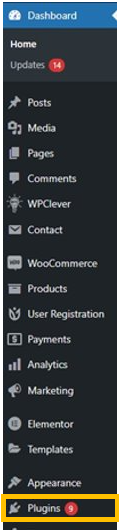 Dashboard
Home
Updates 14
Posts
Media
Pages
Comments
WPClever
Contact
WooCommerce
Products
User Registration
Payments
Analytics
Marketing
Elementor
Templates
Appearance
Plugins 9